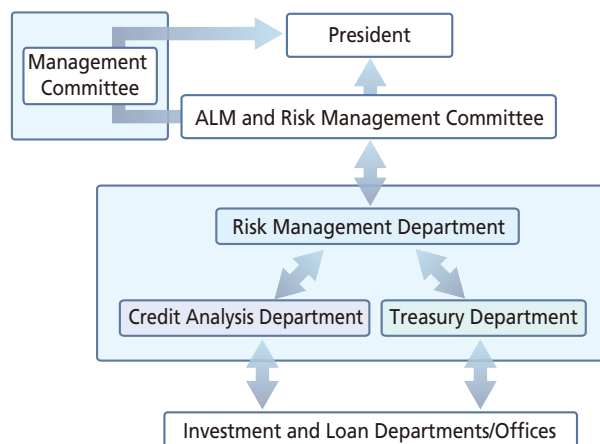 President
Management
Committee
ALM and Risk Management Committee
Risk Management Department
Credit Analysis Department
Treasury Department
Investment and Loan Departments/Offices